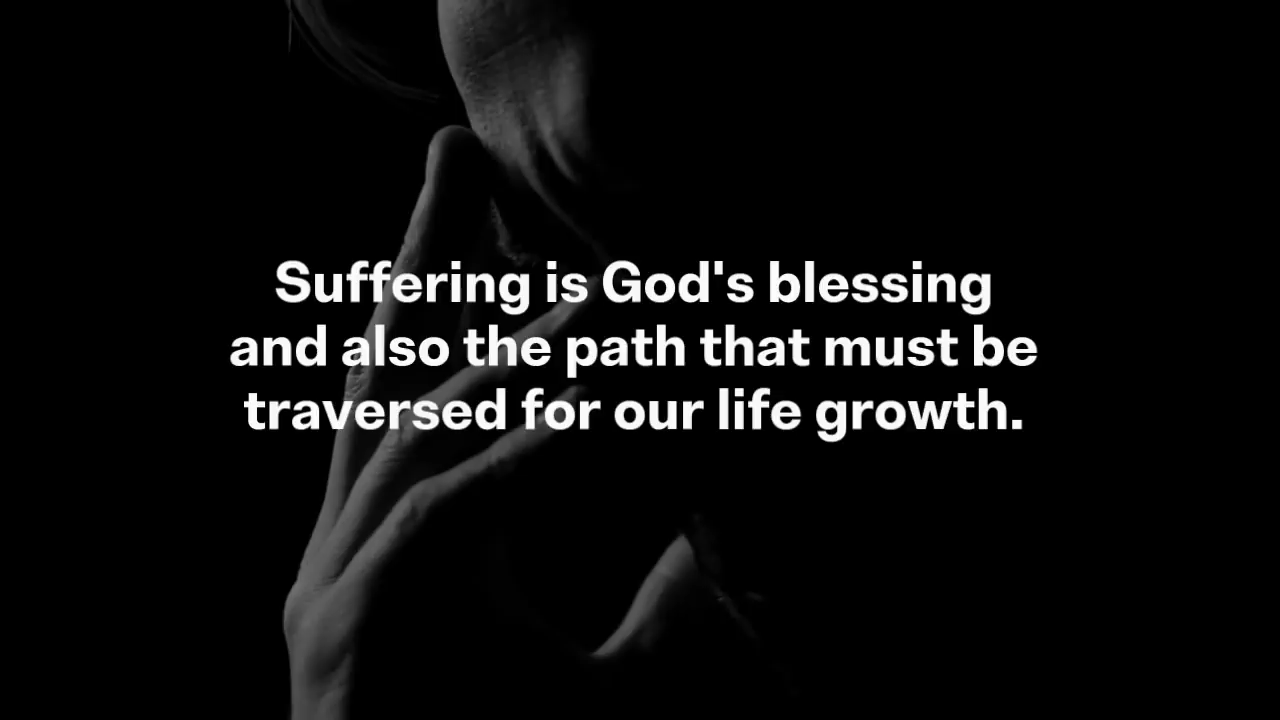 Suffering is God's blessing
and also the path that must be
traversed for our life growth.